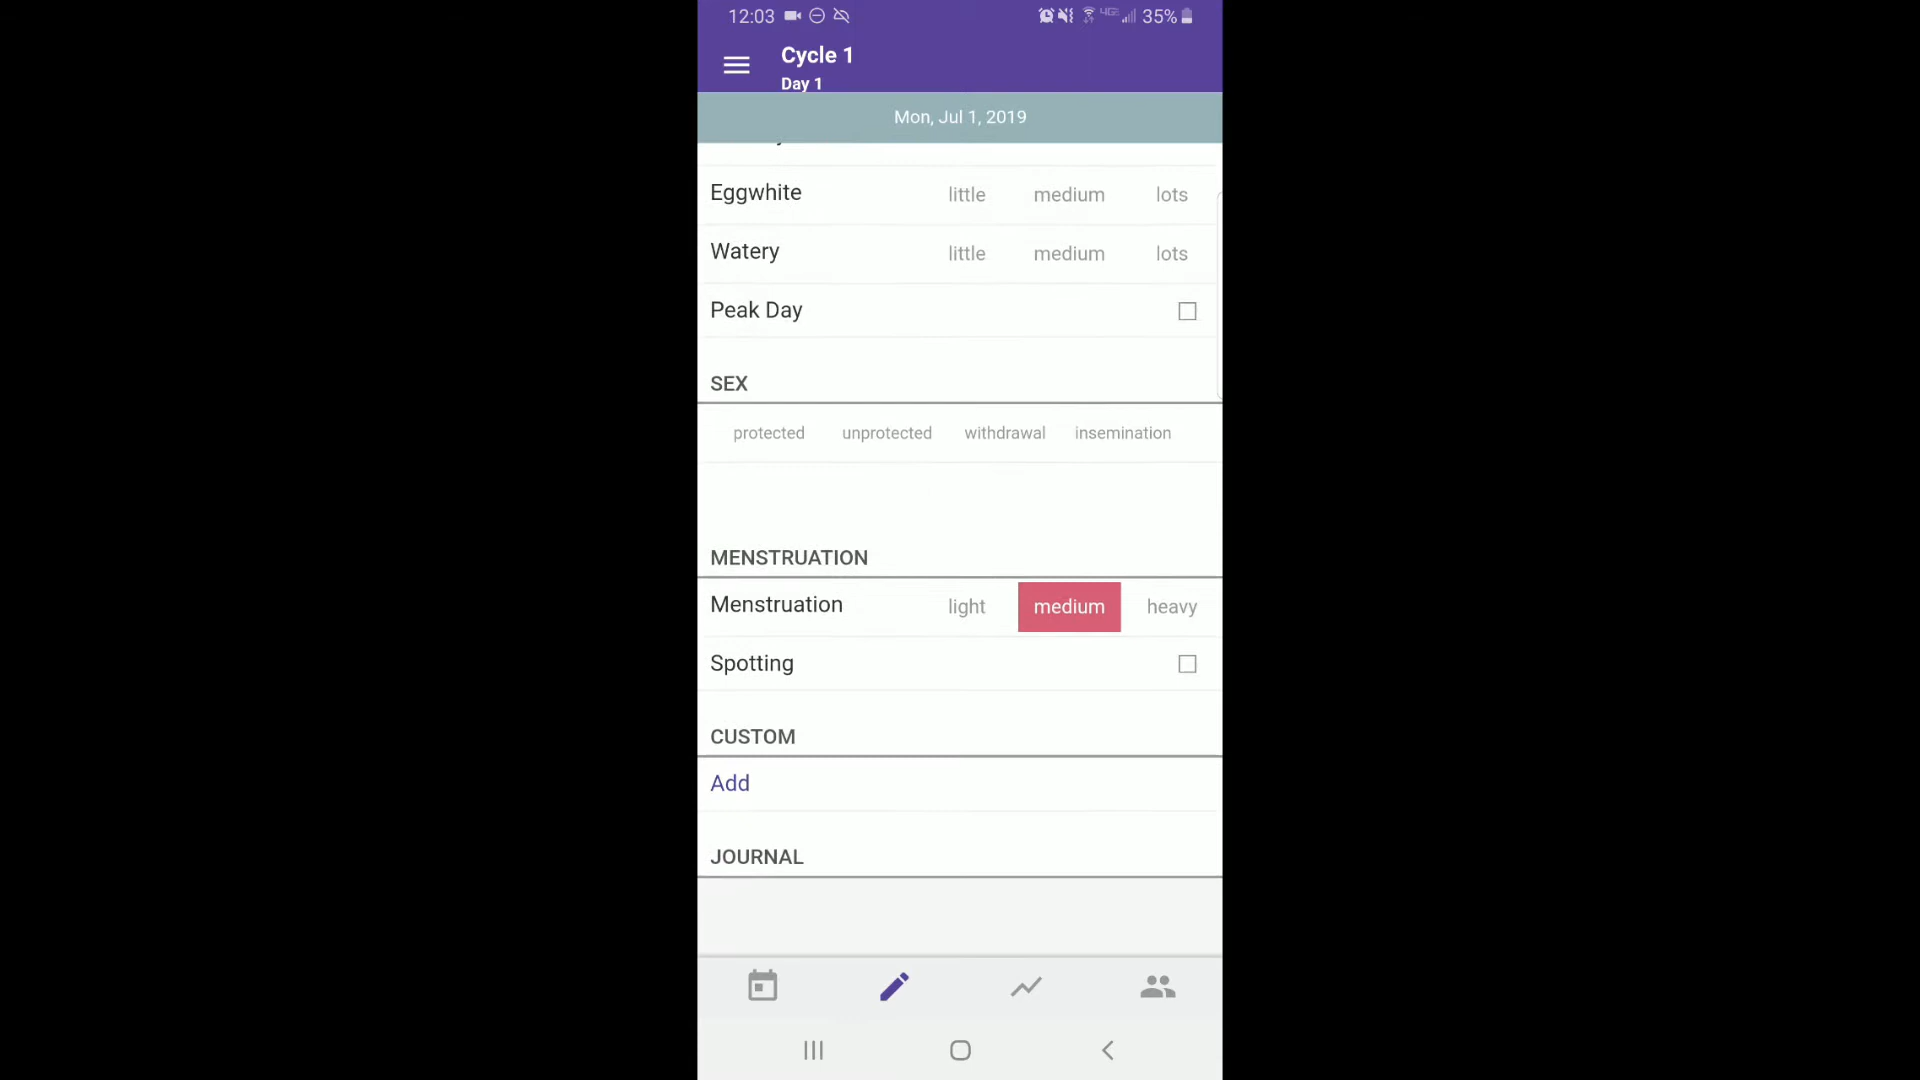 12:03 35%
Cycle 1
Day 1
Mon, Jul 1, 2019
Eggwhite little medium lots
Watery little medium lots
Peak Day
SEX
protected unprotected withdrawal insemination
MENSTRUATION
Menstruation light medium heavy
Spotting
CUSTOM
Add
JOURNAL